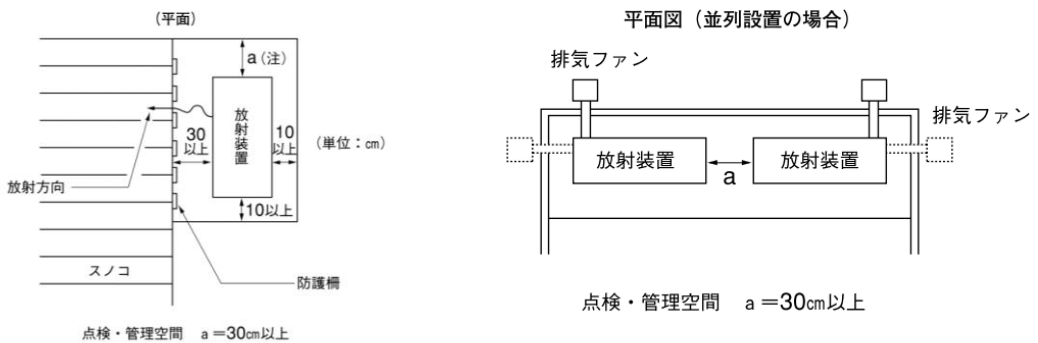 (平面)
a(注)
放射装置
30
以上
10
以上
(単位:㎝)
放射方向
10以上
スノコ
防護柵
点検・管理空間 a=30㎝以上
平面図(並列設置の場合)
排気ファン
排気ファン
放射装置
放射装置
a
点検・管理空間 a=30㎝以上